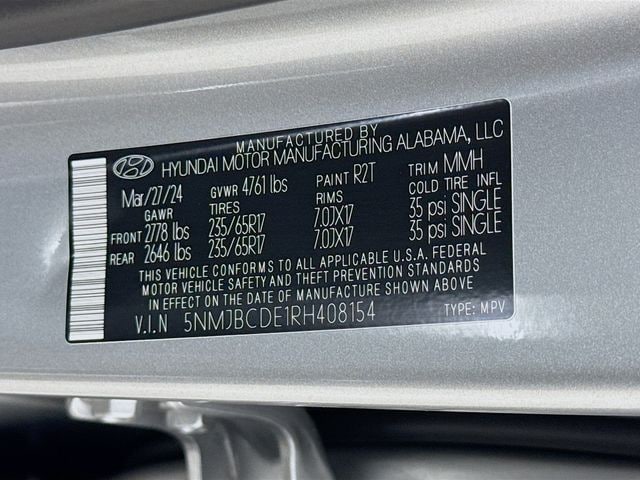 MANUFACTURED BY
HYUNDAI MOTOR MANUFACTURING ALABAMA, LLC
Mar/27/24 GVWR 4761 lbs PAINT R2T TRIM MMH
GAWR TIRES RIMS COLD TIRE INFL
FRONT 2778 lbs 235/65R17 7.0JX17 35 psi SINGLE
REAR 2646 lbs 235/65R17 7.0JX17 35 psi SINGLE
THIS VEHICLE CONFORMS TO ALL APPLICABLE U.S.A. FEDERAL
MOTOR VEHICLE SAFETY AND THEFT PREVENTION STANDARDS
IN EFFECT ON THE DATE OF MANUFACTURE SHOWN ABOVE
V.I.N 5NMJBCDE1RH408154 TYPE: MPV